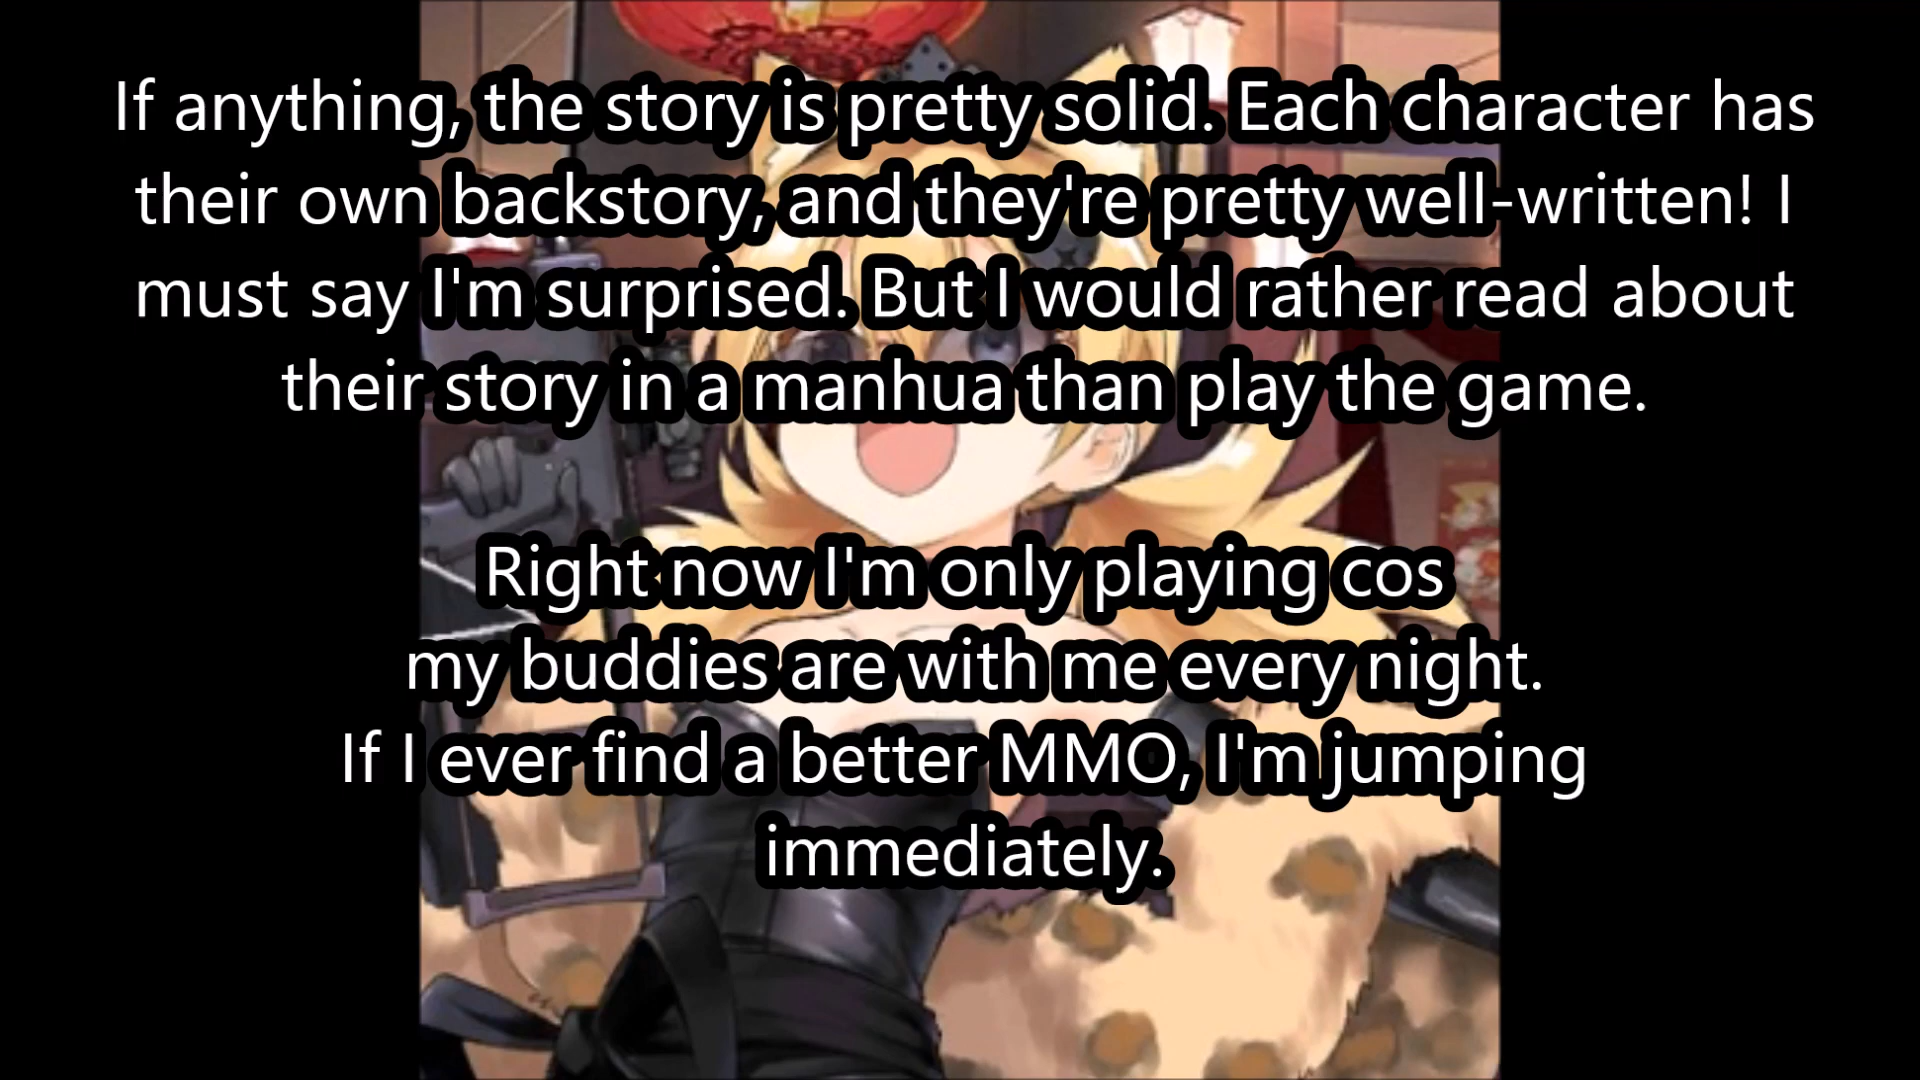 If anything, the story is pretty solid. Each character has
their own backstory, and they're pretty well-written! I
must say I'm surprised. But I would rather read about
their story in a manhua than play the game.
Right now I'm only playing cos
my buddies are with me every night.
If I ever find a better MMO, I'm jumping
immediately.